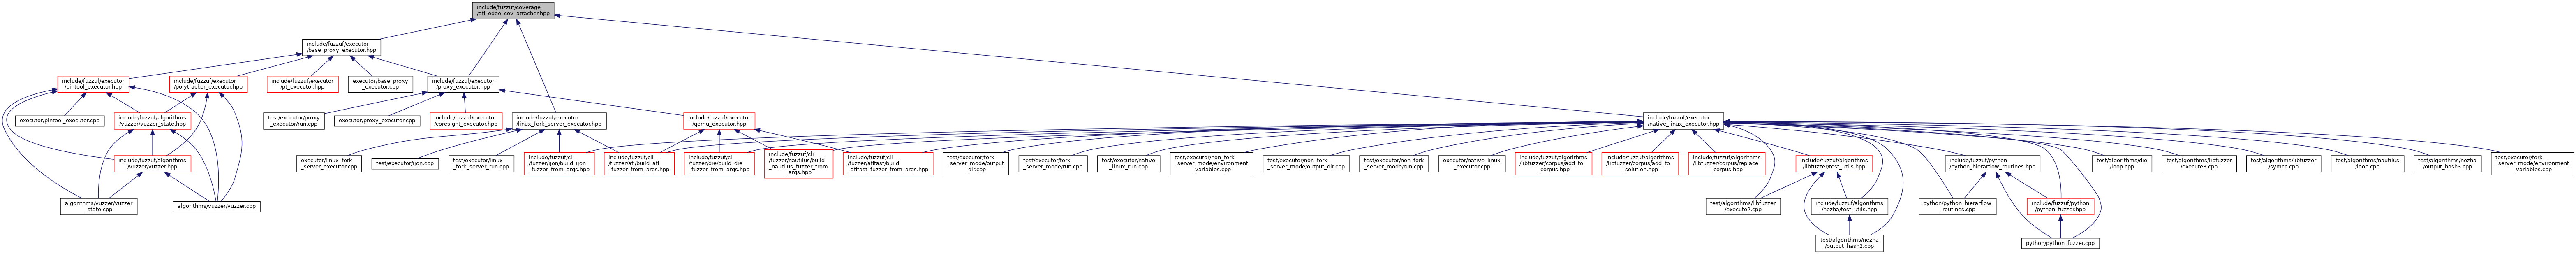 include/fuzzuf/coverage
/afl_edge_cov_attacher.hpp
include/fuzzuf/executor
/base_proxy_executor.hpp
include/fuzzuf/executor
/pintool_executor.hpp
include/fuzzuf/executor
/polytracker_executor.hpp
include/fuzzuf/executor
/pt_executor.hpp
executor/base_proxy
_executor.cpp
include/fuzzuf/executor
/proxy_executor.hpp
executor/pintool_executor.cpp
include/fuzzuf/algorithms
/vuzzer/vuzzer_state.hpp
test/executor/proxy
_executor/run.cpp
executor/proxy_executor.cpp
include/fuzzuf/executor
/coresight_executor.hpp
include/fuzzuf/executor
/linux_fork_server_executor.hpp
include/fuzzuf/executor
/qemu_executor.hpp
include/fuzzuf/executor
/native_linux_executor.hpp
include/fuzzuf/algorithms
/vuzzer/vuzzer.hpp
executor/linux_fork
_server_executor.cpp
test/executor/ijon.cpp
test/executor/linux
_fork_server_run.cpp
include/fuzzuf/cli
/fuzzer/ijon/build_ijon
_fuzzer_from_args.hpp
include/fuzzuf/cli
/fuzzer/afl/build_afl
_fuzzer_from_args.hpp
include/fuzzuf/cli
/fuzzer/die/build_die
_fuzzer_from_args.hpp
include/fuzzuf/cli
/fuzzer/nautilus/build
_nautilus_fuzzer_from
_args.hpp
include/fuzzuf/cli
/fuzzer/aflfast/build
_aflfast_fuzzer_from_args.hpp
test/executor/fork
_server_mode/output
_dir.cpp
test/executor/fork
_server_mode/run.cpp
test/executor/native
_linux_run.cpp
test/executor/non_fork
_server_mode/environment
_variables.cpp
test/executor/non_fork
_server_mode/output_dir.cpp
test/executor/non_fork
_server_mode/run.cpp
executor/native_linux
_executor.cpp
include/fuzzuf/algorithms
/libfuzzer/corpus/add_to
_corpus.hpp
include/fuzzuf/algorithms
/libfuzzer/corpus/add_to
_solution.hpp
include/fuzzuf/algorithms
/libfuzzer/corpus/replace
_corpus.hpp
include/fuzzuf/algorithms
/libfuzzer/test_utils.hpp
include/fuzzuf/python
/python_hierarflow_routines.hpp
test/algorithms/die
/loop.cpp
test/algorithms/libfuzzer
/execute3.cpp
test/algorithms/libfuzzer
/symcc.cpp
test/algorithms/nautilus
/loop.cpp
test/algorithms/nezha
/output_hash3.cpp
test/executor/fork
_server_mode/environment
_variables.cpp
algorithms/vuzzer/vuzzer
_state.cpp
algorithms/vuzzer/vuzzer.cpp
test/algorithms/libfuzzer
/execute2.cpp
include/fuzzuf/algorithms
/nezha/test_utils.hpp
python/python_hierarflow
_routines.cpp
include/fuzzuf/python
/python_fuzzer.hpp
test/algorithms/nezha
/output_hash2.cpp
python/python_fuzzer.cpp